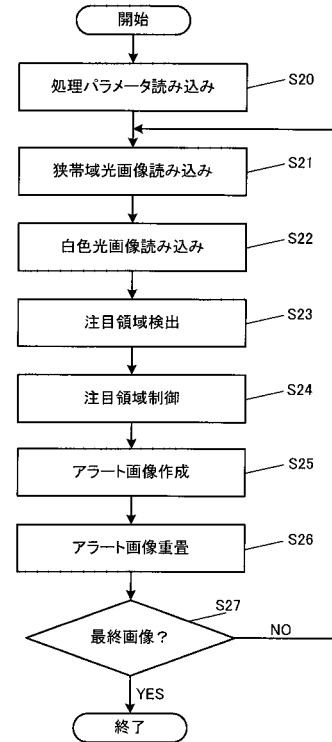 開始
処理パラメータ読み込み
S20
狭帯域光画像読み込み
S21
白色光画像読み込み
S22
注目領域検出
S23
注目領域制御
S24
アラート画像作成
S25
アラート画像重畳
S26
S27
最終画像？
NO
YES
終了